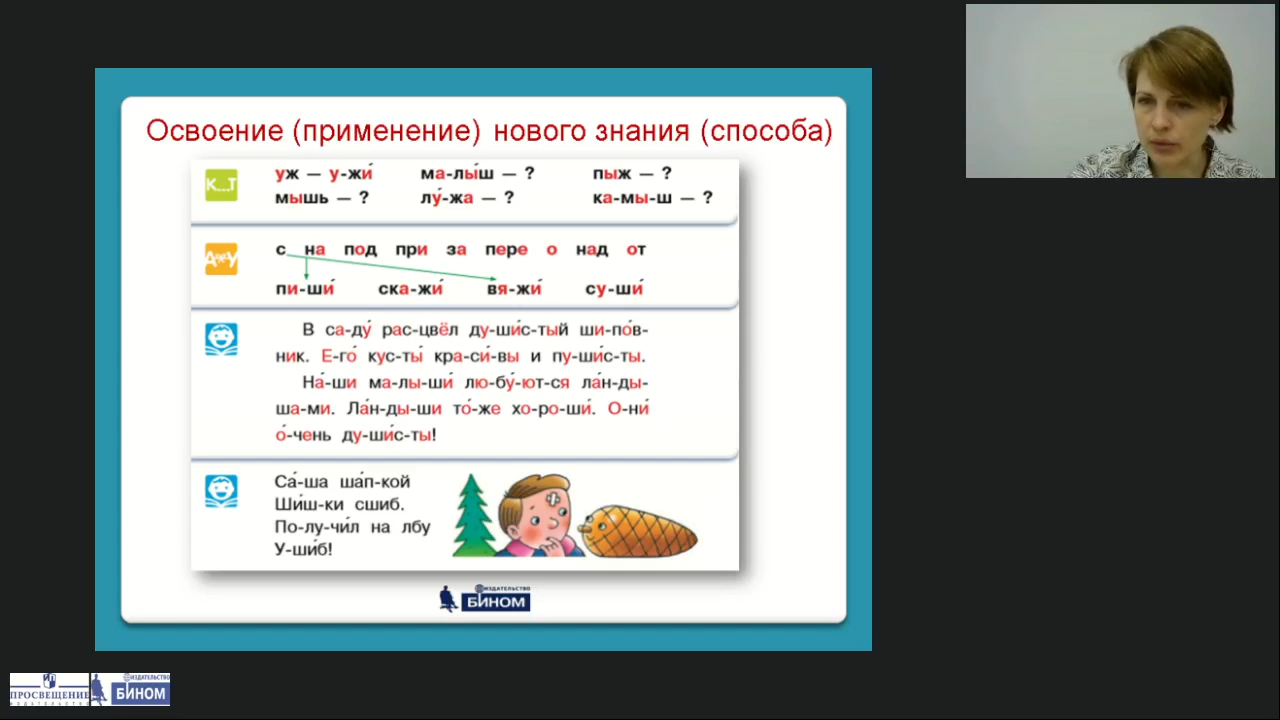 Освоение (применение) нового знания (способа)
К...Т
уж — у-жи́ ма-лы́ш — ? пыж — ?
мышь — ? лу́-жа — ? ка-мы-ш — ?
с на под при за пере о над от
пи-ши́ ска-жи́ вя-жи́ су-ши́
В са-ду́ рас-цвёл ду-ши́с-тый ши-по́в-
ник. Е-го́ кус-ты́ кра-си́-вы и пу-ши́с-ты.
На́-ши ма-лы-ши́ лю-бу́-ют-ся ла́н-ды-
ша-ми. Ла́н-ды-ши то́-же хо-ро-ши́. О-ни́
о́-чень ду-ши́с-ты!
Са́-ша ша́п-кой
Ши́ш-ки сшиб.
По-лу-чи́л на лбу
У-ши́б!
ИЗДАТЕЛЬСТВО
БИНОМ
ПРОСВЕЩЕНИЕ
ИЗДАТЕЛЬСТВО
ИЗДАТЕЛЬСТВО
БИНОМ